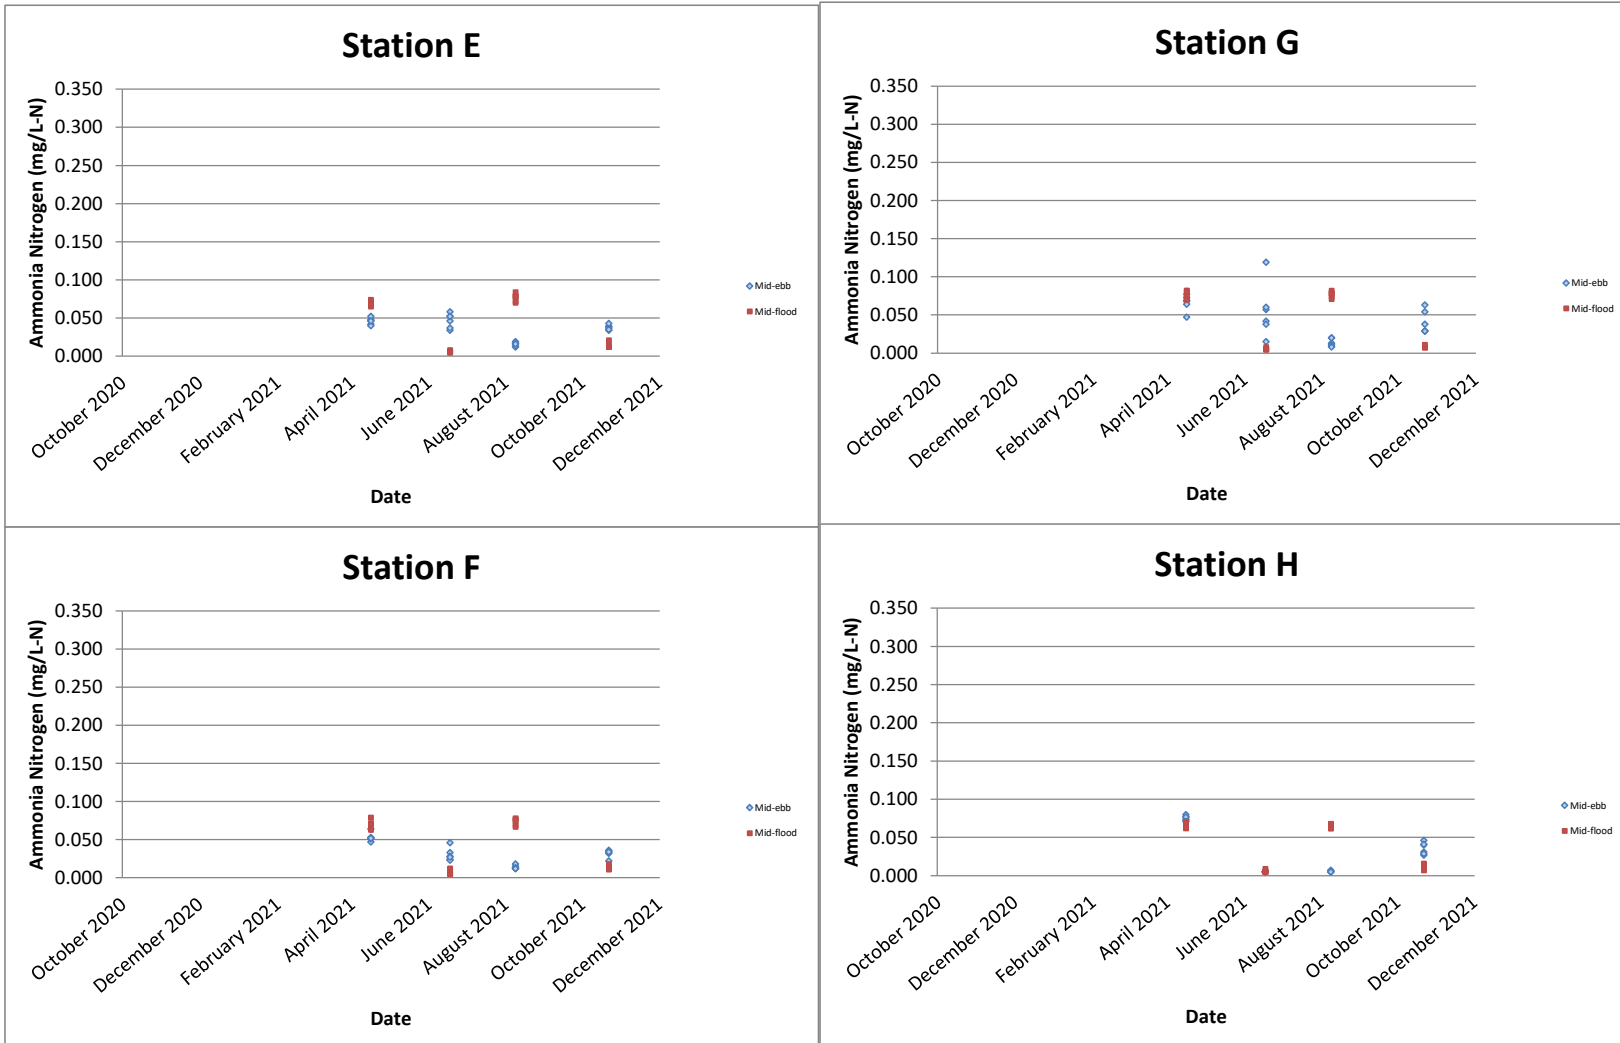 Station E
Ammonia Nitrogen (mg/L-N)
0.350
0.300
0.250
0.200
0.150
0.100
0.050
0.000
October 2020
December 2020
February 2021
April 2021
June 2021
August 2021
October 2021
December 2021
Date
Mid-ebb
Mid-flood
Station G
Ammonia Nitrogen (mg/L-N)
0.350
0.300
0.250
0.200
0.150
0.100
0.050
0.000
October 2020
December 2020
February 2021
April 2021
June 2021
August 2021
October 2021
December 2021
Date
Mid-ebb
Mid-flood
Station F
Ammonia Nitrogen (mg/L-N)
0.350
0.300
0.250
0.200
0.150
0.100
0.050
0.000
October 2020
December 2020
February 2021
April 2021
June 2021
August 2021
October 2021
December 2021
Date
Mid-ebb
Mid-flood
Station H
Ammonia Nitrogen (mg/L-N)
0.350
0.300
0.250
0.200
0.150
0.100
0.050
0.000
October 2020
December 2020
February 2021
April 2021
June 2021
August 2021
October 2021
December 2021
Date
Mid-ebb
Mid-flood